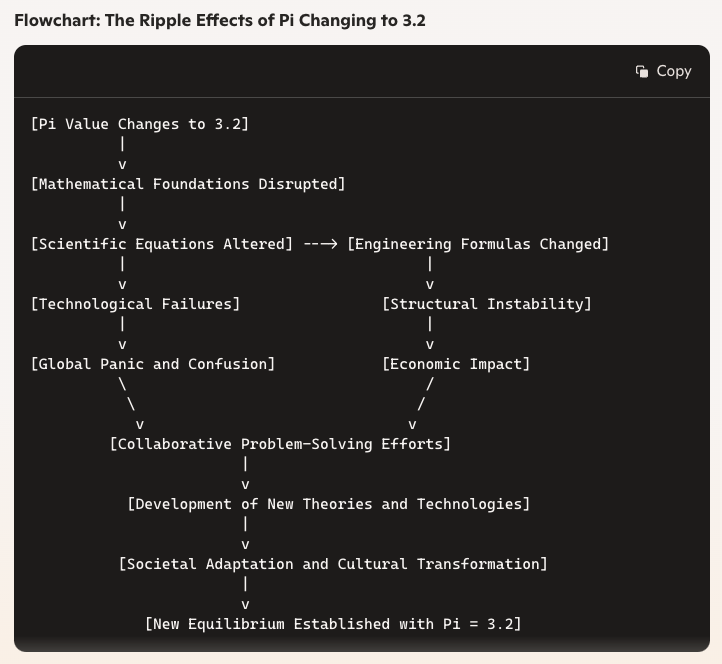 Flowchart: The Ripple Effects of Pi Changing to 3.2
Copy
[Pi Value Changes to 3.2]
|
v
[Mathematical Foundations Disrupted]
|
v
[Scientific Equations Altered] ---> [Engineering Formulas Changed]
| |
v v
[Technological Failures] [Structural Instability]
| |
v v
[Global Panic and Confusion] [Economic Impact]
\ /
\ /
v v
[Collaborative Problem-Solving Efforts]
|
v
[Development of New Theories and Technologies]
|
v
[Societal Adaptation and Cultural Transformation]
|
v
[New Equilibrium Established with Pi = 3.2]